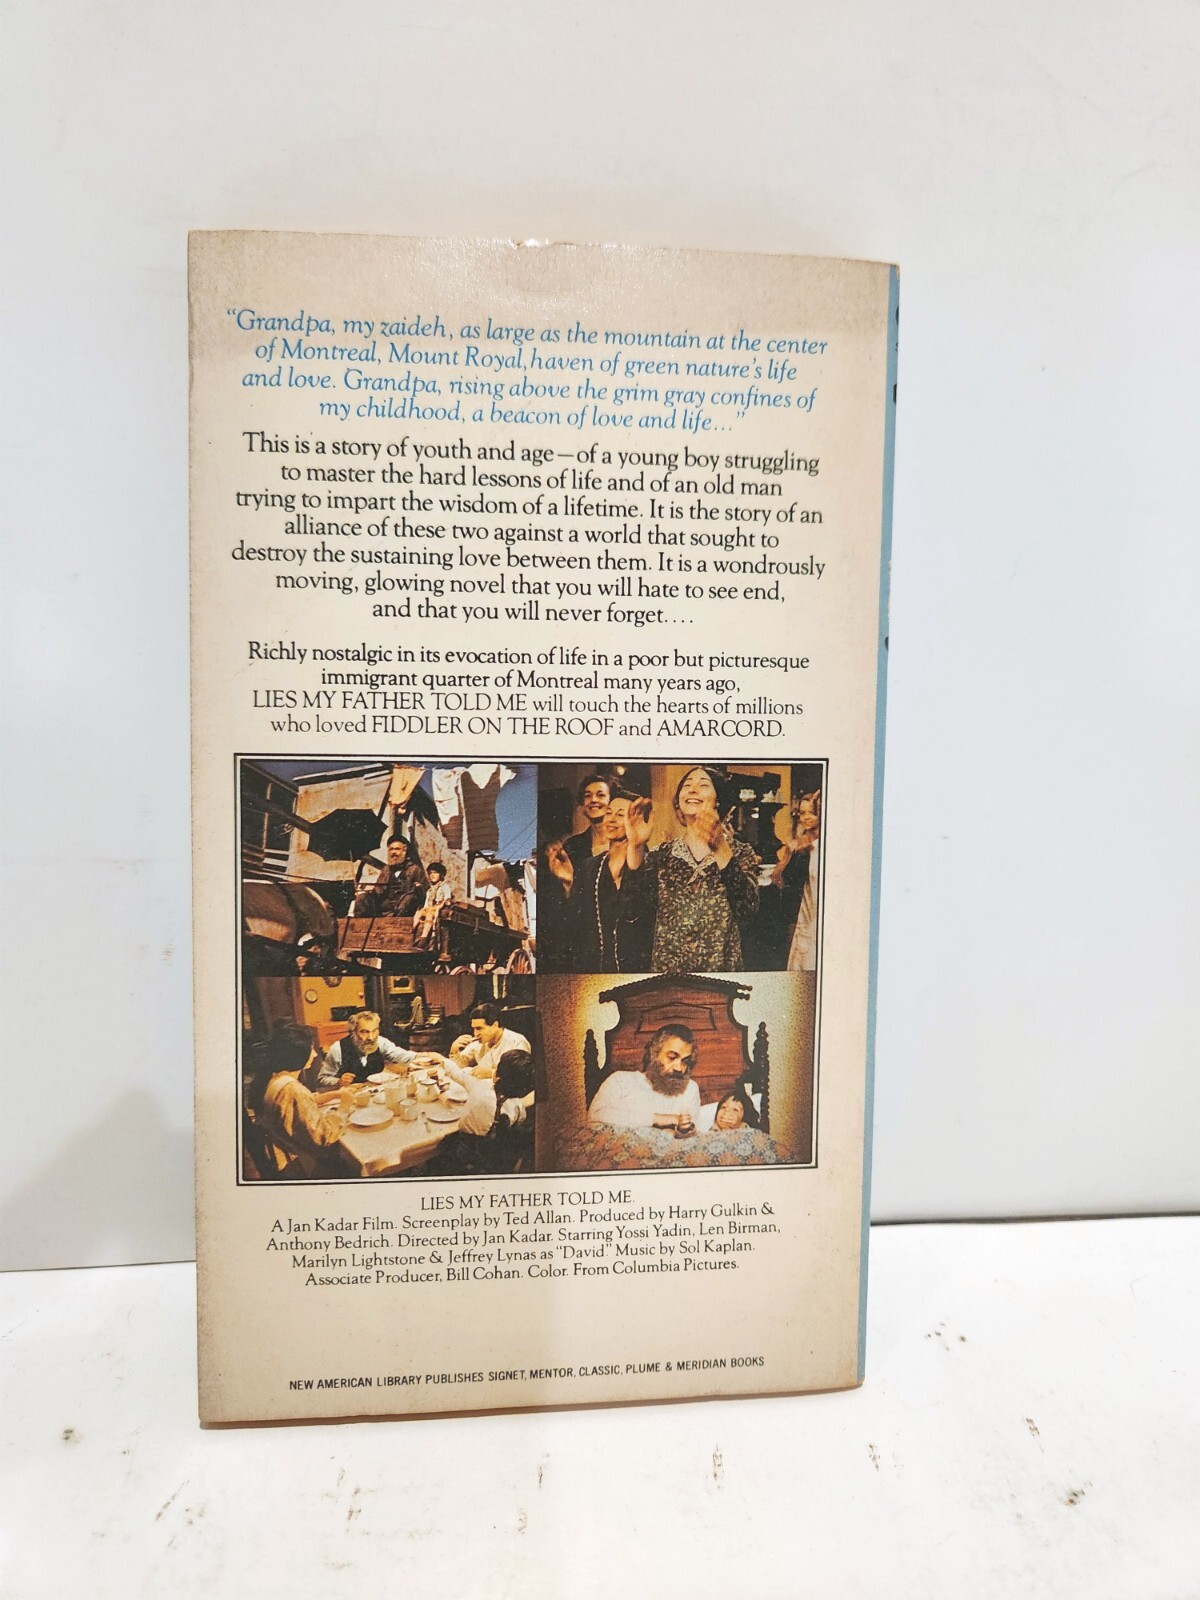 “Grandpa, my zaideh, as large as the mountain at the center
of Montreal, Mount Royal, haven of green nature's life
and love. Grandpa, rising above the grim gray confines of
my childhood, a beacon of love and life...”
This is a story of youth and age—of a young boy struggling
to master the hard lessons of life and of an old man
trying to impart the wisdom of a lifetime. It is the story of an
alliance of these two against a world that sought to
destroy the sustaining love between them. It is a wondrously
moving, glowing novel that you will hate to see end,
and that you will never forget....
Richly nostalgic in its evocation of life in a poor but picturesque
immigrant quarter of Montreal many years ago,
LIES MY FATHER TOLD ME will touch the hearts of millions
who loved FIDDLER ON THE ROOF and AMARCORD.
LIES MY FATHER TOLD ME.
A Jan Kadar Film. Screenplay by Ted Allan. Produced by Harry Gulkin &
Anthony Bedrich. Directed by Jan Kadar. Starring Yossi Yadin, Len Birman,
Marilyn Lightstone & Jeffrey Lynas as “David.” Music by Sol Kaplan.
Associate Producer, Bill Cohan. Color. From Columbia Pictures.
NEW AMERICAN LIBRARY PUBLISHES SIGNET, MENTOR, CLASSIC, PLUME & MERIDIAN BOOKS